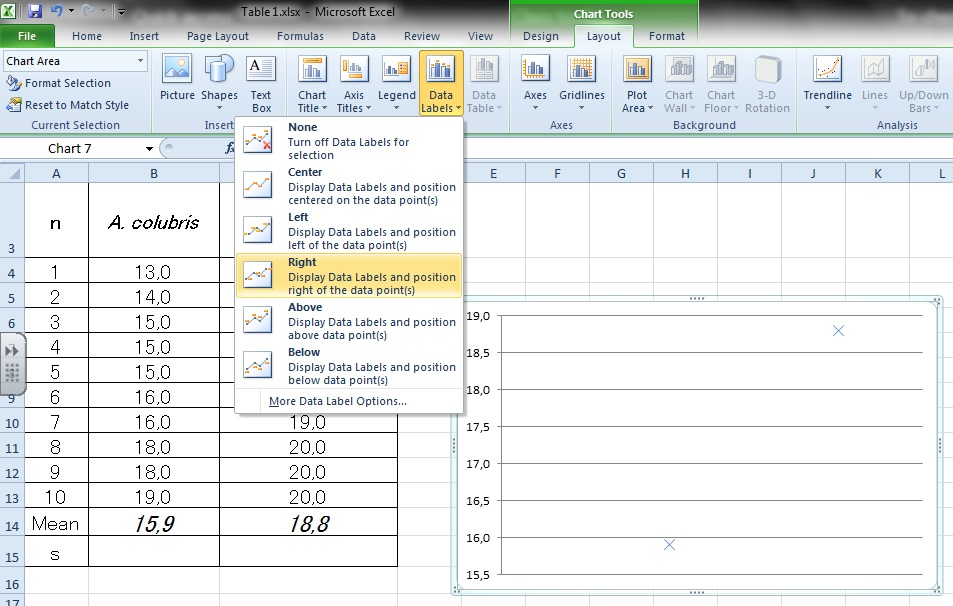 Table 1.xlsx - Microsoft Excel
Chart Tools
File Home Insert Page Layout Formulas Data Review View Design Layout Format
Chart Area
Format Selection
Reset to Match Style
Current Selection
Picture Shapes Text Box
Insert
Chart Title Axis Titles Legend Data Labels Data Table
Axes Gridlines
Axes
Plot Area Chart Wall Chart Floor 3-D Rotation
Background
Trendline Lines Up/Down Bars
Analysis
Chart 7
None
Turn off Data Labels for
selection
Center
Display Data Labels and position
centered on the data point(s)
Left
Display Data Labels and position
left of the data point(s)
Right
Display Data Labels and position
right of the data point(s)
Above
Display Data Labels and position
above data point(s)
Below
Display Data Labels and position
below data point(s)
More Data Label Options...
A B E F G H I J K L
3 n A. colubris
4 1 13,0
5 2 14,0
6 3 15,0
4 15,0
5 15,0
9 6 16,0
10 7 16,0 19,0
11 8 18,0 20,0
12 9 18,0 20,0
13 10 19,0 20,0
14 Mean 15,9 18,8
15 s
16
17
19,0
18,5
18,0
17,5
17,0
16,5
16,0
15,5